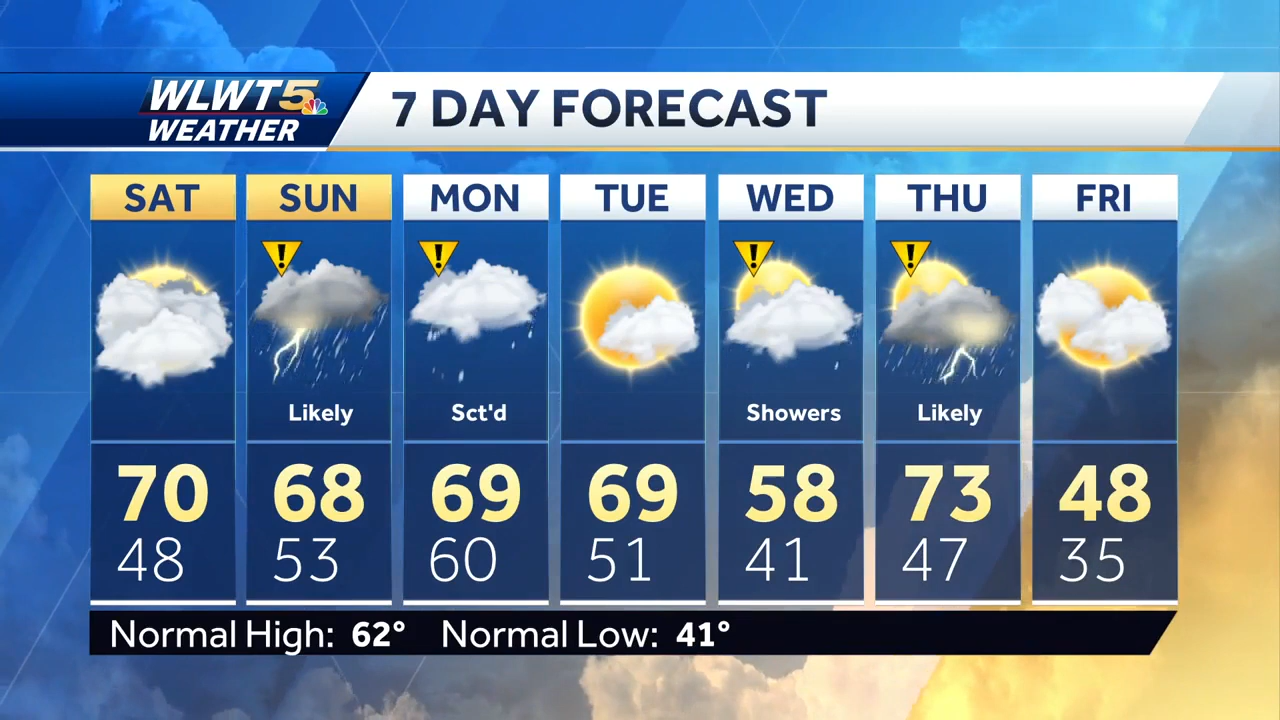 WLWT5
WEATHER
7 DAY FORECAST
SAT SUN MON TUE WED THU FRI
! ! ! !
Likely Sct'd Showers Likely
70 68 69 69 58 73 48
48 53 60 51 41 47 35
Normal High: 62° Normal Low: 41°